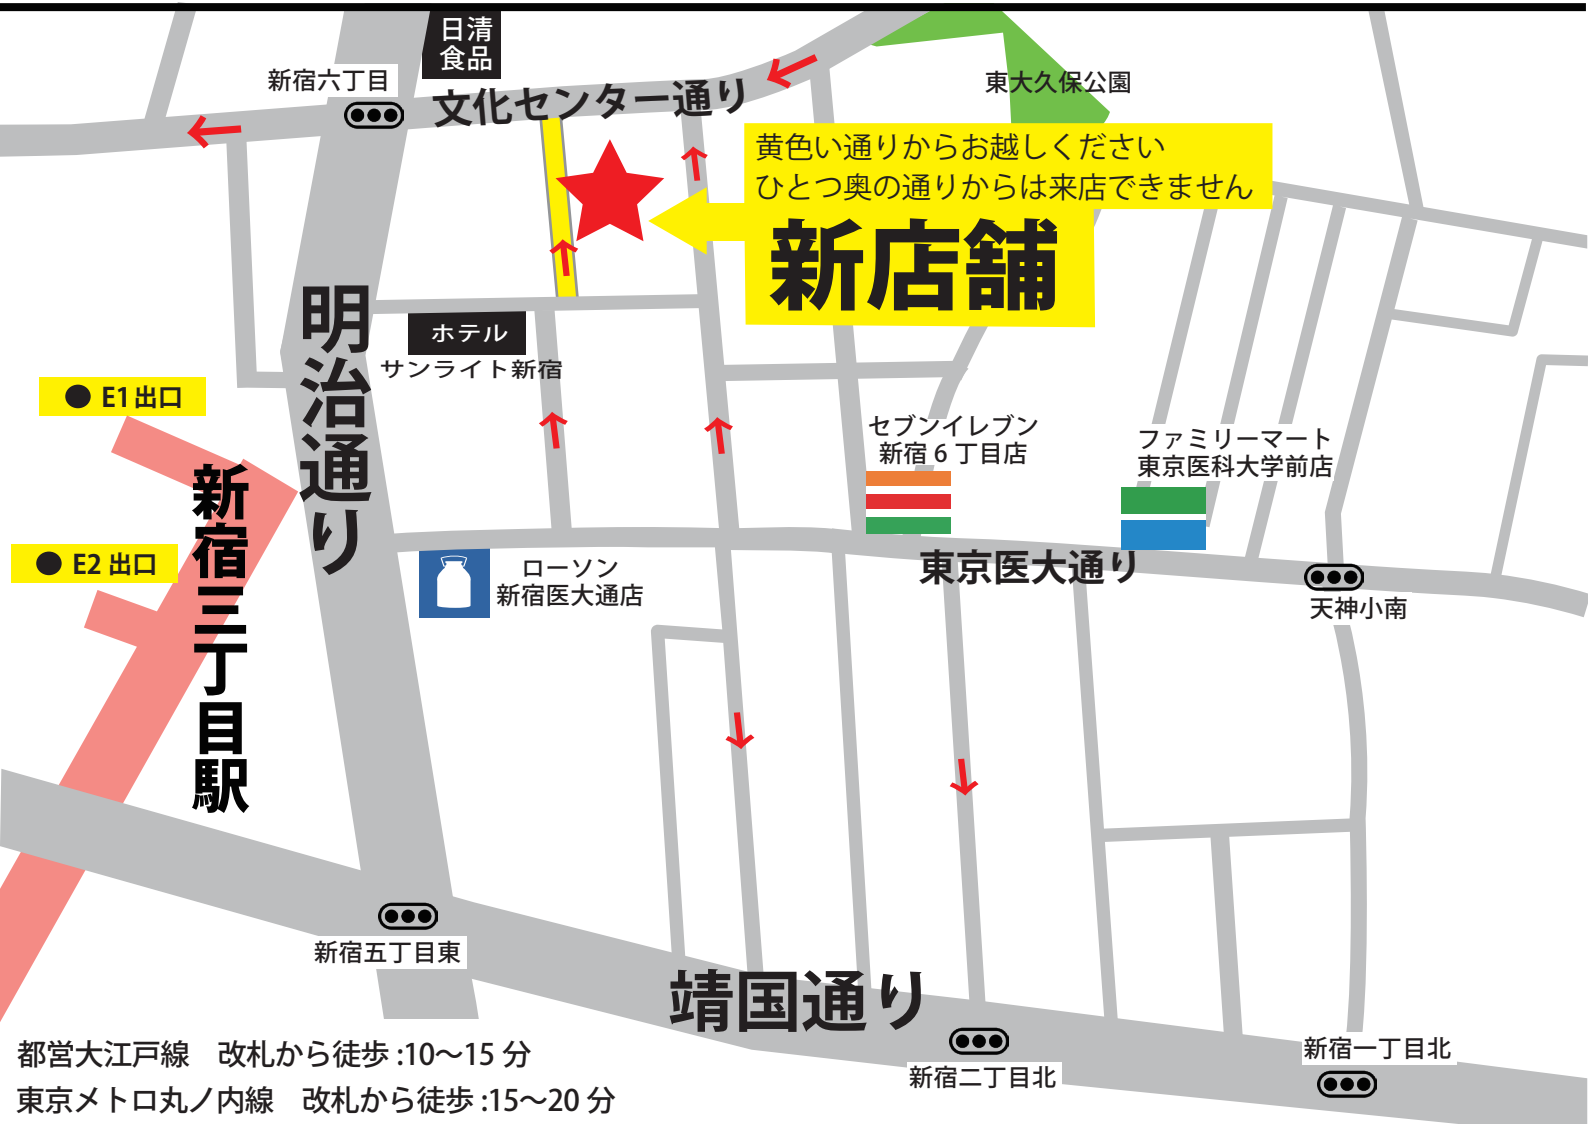 日清
食品
新宿六丁目
文化センター通り
東大久保公園
黄色い通りからお越しください
ひとつ奥の通りからは来店できません
新店舗
明治通り
ホテル
サンライト新宿
E1出口
セブンイレブン
新宿6丁目店
ファミリーマート
東京医科大学前店
新宿三丁目駅
E2出口
ローソン
新宿医大通店
東京医大通り
天神小南
新宿五丁目東
靖国通り
新宿二丁目北
新宿一丁目北
都営大江戸線　改札から徒歩:10〜15分
東京メトロ丸ノ内線　改札から徒歩:15〜20分